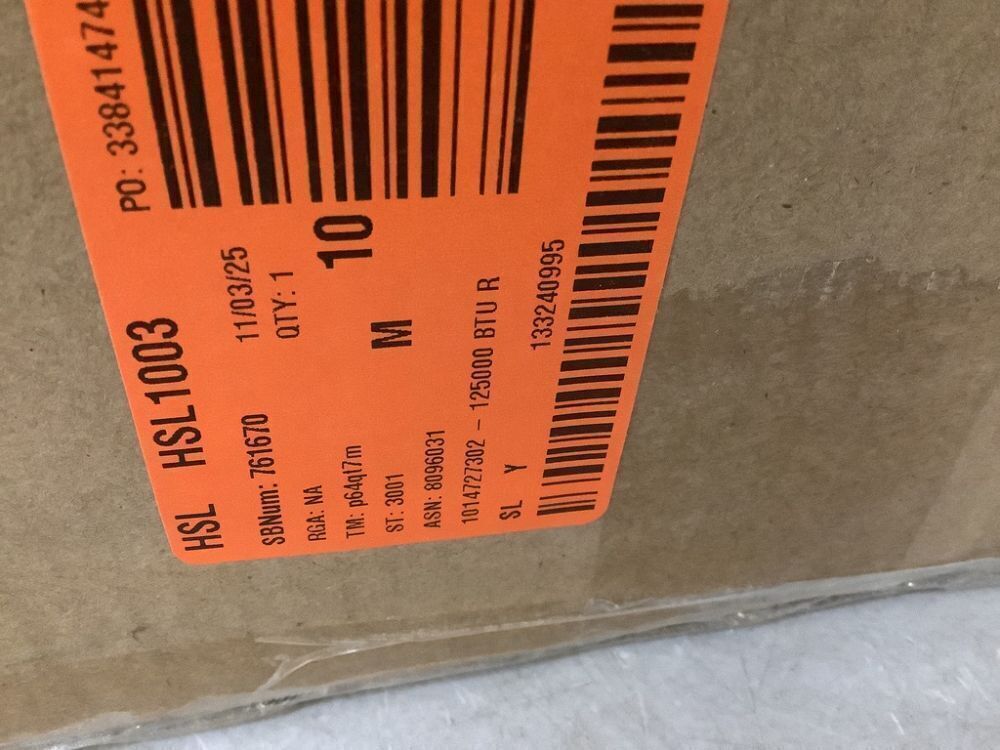 PO: 33841474
HSL HSL1003
11/03/25
SBNum: 761670
QTY: 1
RGA: NA
10
TM: p64qt7m
ST: 3001
M
ASN: 8096031
1014727302 - 125000 BTU R
SL Y
133240995